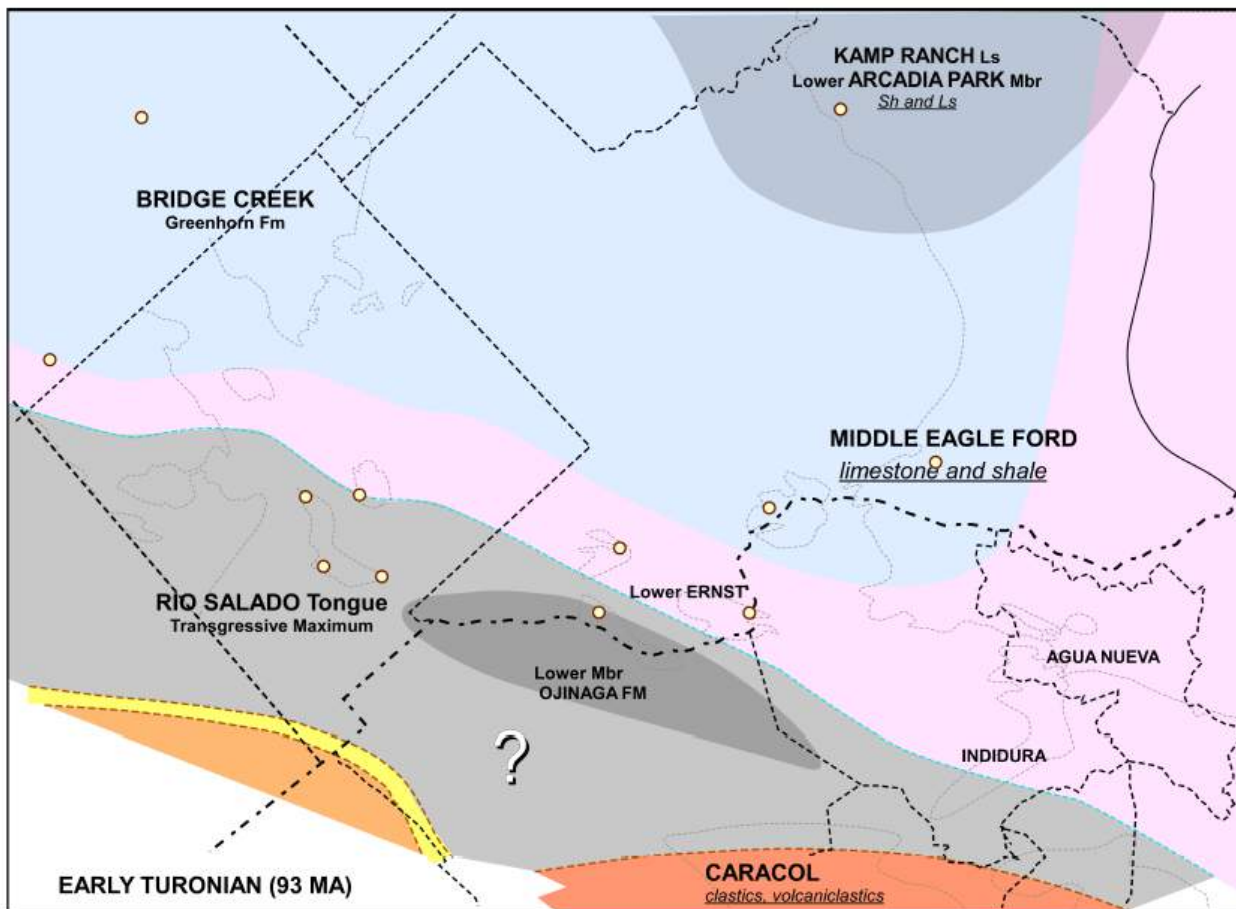 KAMP RANCH Ls
Lower ARCADIA PARK Mbr
Sh and Ls
BRIDGE CREEK
Greenhorn Fm
MIDDLE EAGLE FORD
limestone and shale
RIO SALADO Tongue
Transgressive Maximum
Lower ERNST
Lower Mbr
OJINAGA FM
AGUA NUEVA
?
INDIDURA
EARLY TURONIAN (93 MA)
CARACOL
clastics, volcaniclastics